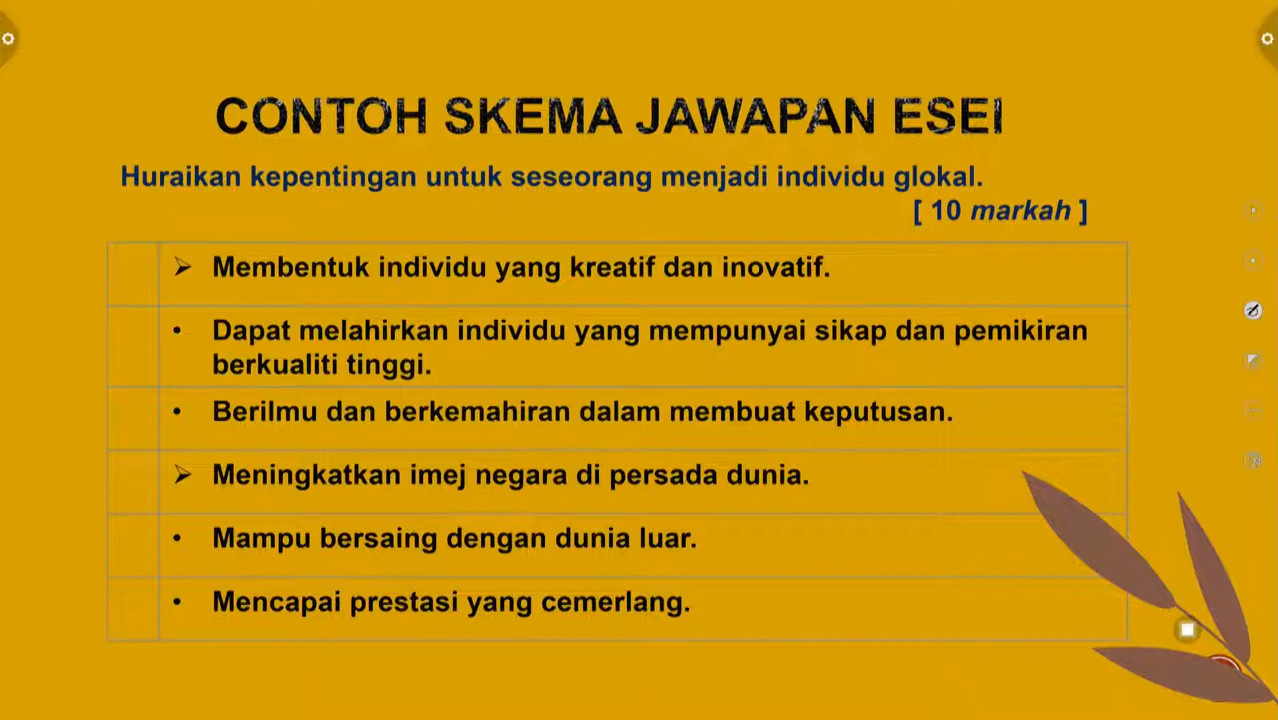 CONTOH SKEMA JAWAPAN ESEI
Huraikan kepentingan untuk seseorang menjadi individu glokal.
[ 10 markah ]
➢ Membentuk individu yang kreatif dan inovatif.
• Dapat melahirkan individu yang mempunyai sikap dan pemikiran
berkualiti tinggi.
• Berilmu dan berkemahiran dalam membuat keputusan.
➢ Meningkatkan imej negara di persada dunia.
• Mampu bersaing dengan dunia luar.
• Mencapai prestasi yang cemerlang.